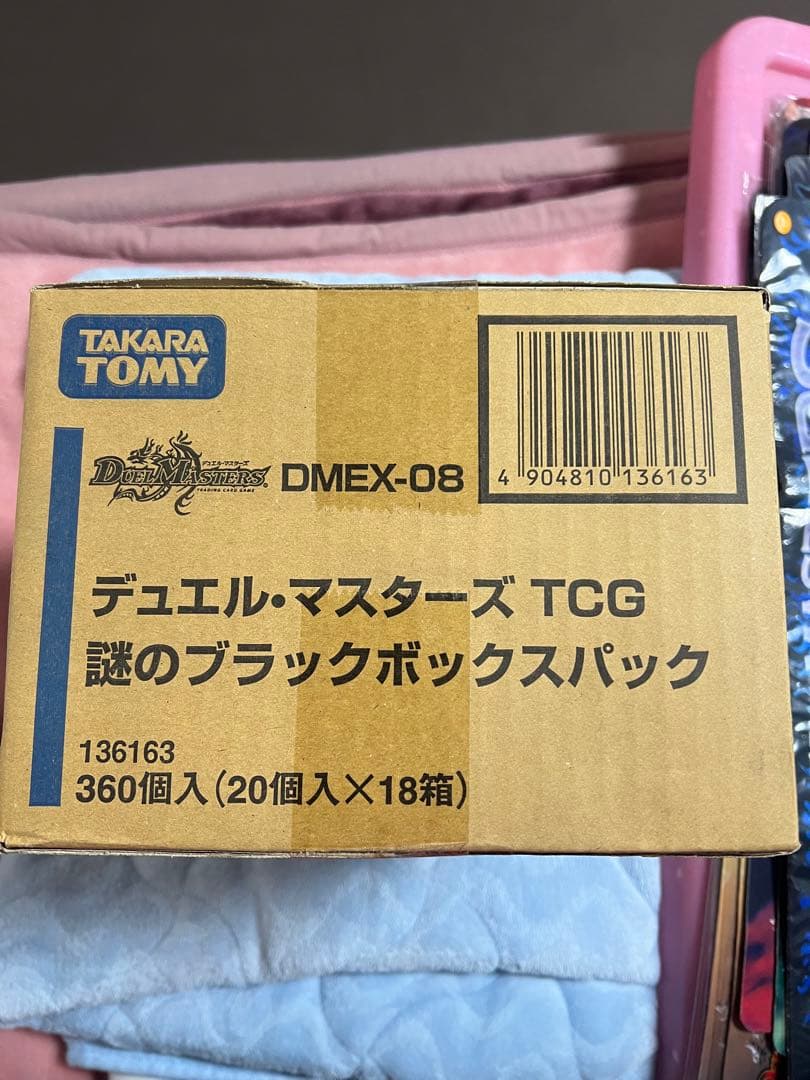 TAKARA
TOMY
デュエル・マスターズ
DUEL MASTERS
TRADING CARD GAME
DMEX-08
4 904810 136163
デュエル・マスターズ TCG
謎のブラックボックスパック
136163
360個入(20個入×18箱)